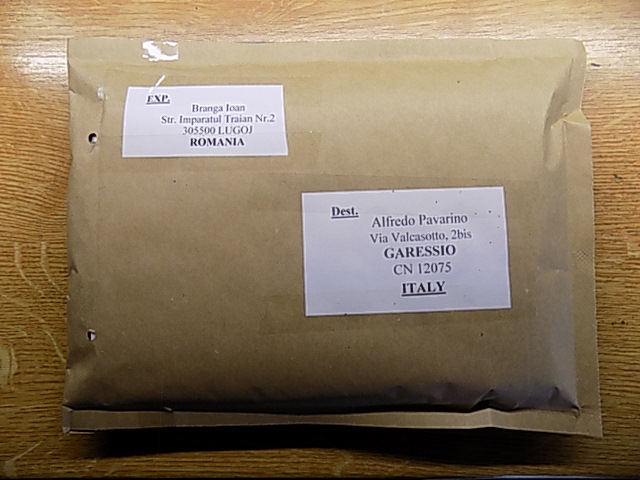 EXP.
Branga Ioan
Str. Imparatul Traian Nr.2
305500 LUGOJ
ROMANIA
Dest.
Alfredo Pavarino
Via Valcasotto, 2bis
GARESSIO
CN 12075
ITALY